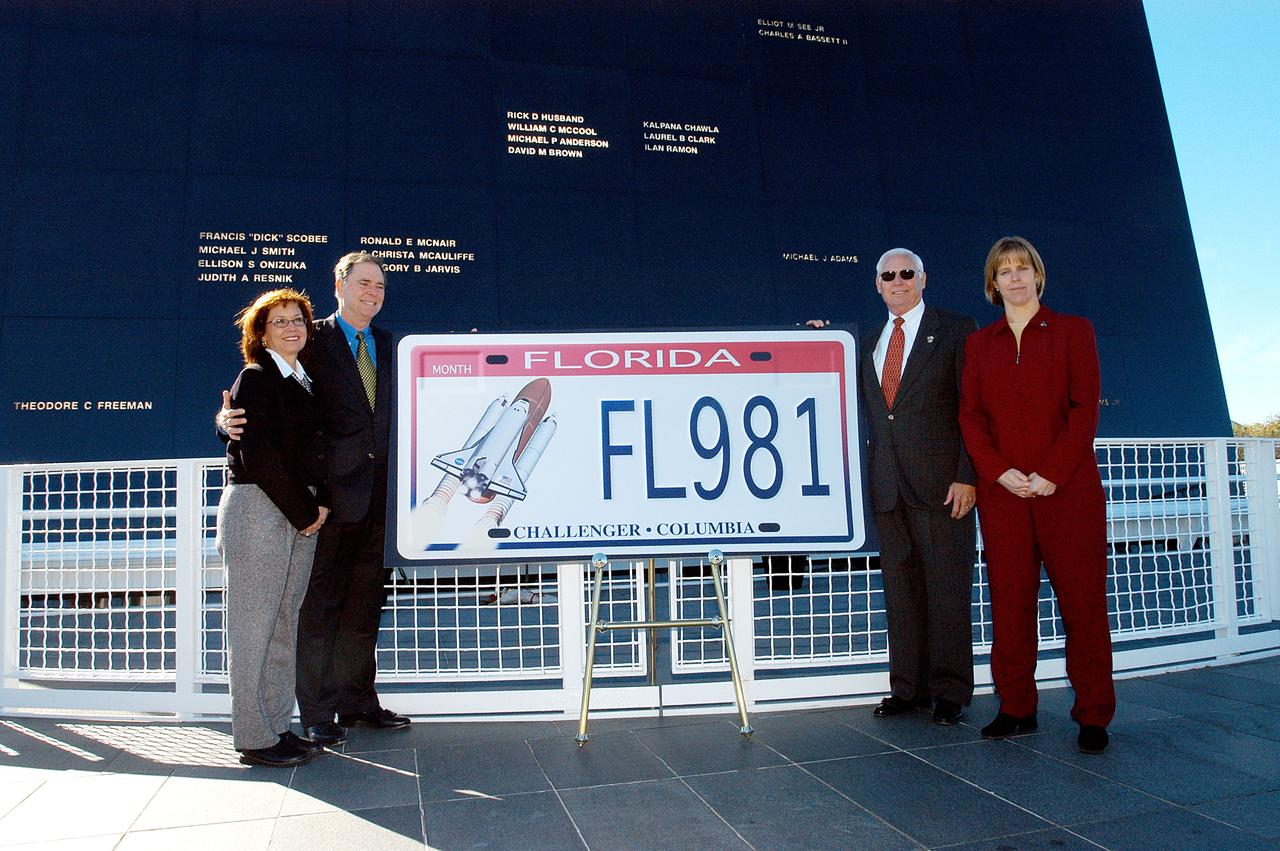 ELLIOT M SEE JR
CHARLES A BASSETT II
RICK D HUSBAND
WILLIAM C MCCOOL
MICHAEL P ANDERSON
DAVID M BROWN
KALPANA CHAWLA
LAUREL B CLARK
ILAN RAMON
FRANCIS "DICK" SCOBEE
MICHAEL J SMITH
ELLISON S ONIZUKA
JUDITH A RESNIK
RONALD E MCNAIR
CHRISTA MCAULIFFE
B JARVIS
MICHAEL J ADAMS
THEODORE C FREEMAN
MONTH
FLORIDA
FL981
CHALLENGER • COLUMBIA